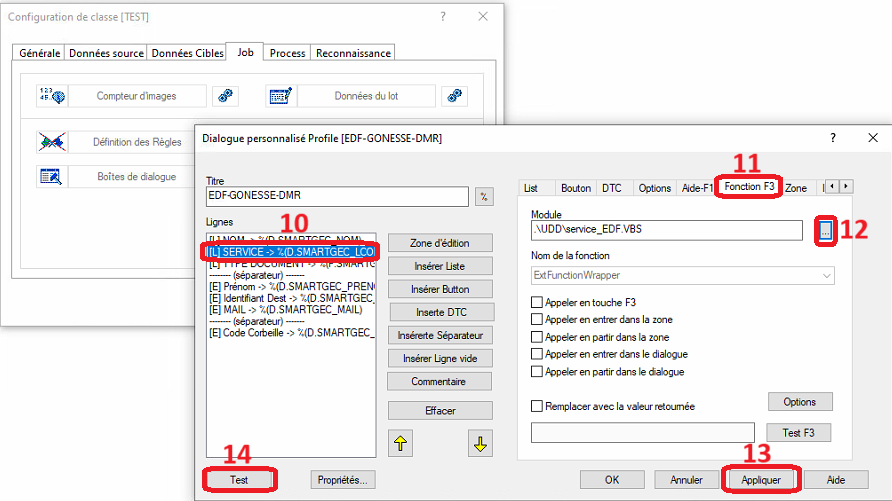 Configuration de classe [TEST]
?
Générale
Données source
Données Cibles
Job
Process
Reconnaissance
Compteur d'images
Données du lot
Définition des Règles
Boîtes de dialogue
Dialogue personnalisé Profile [EDF-GONESSE-DMR]
?
Titre
EDF-GONESSE-DMR
%
Lignes
10
[L] NOM -> %(D.SMARTGEC_NOM)
[L] SERVICE -> %(D.SMARTGEC_LCO
[L] TYPE DOCUMENT -> %(F.SMART
-------- (séparateur) -------
[E] Prénom -> %(D.SMARTGEC_PREN
[E] Identifiant Dest -> %(D.SMARTGEC_
[E] MAIL -> %(D.SMARTGEC_MAIL)
-------- (séparateur) -------
[E] Code Corbeille -> %(D.SMARTGEC_
Zone d'édition
Insérer Liste
Insérer Button
Inserte DTC
Insérerte Séparateur
Insérer Ligne vide
Commentaire
Effacer
14
Test
Propriétés...
11
List
Bouton
DTC
Options
Aide-F1
Fonction F3
Zone
Module
.\UDD\service_EDF.VBS
...
12
Nom de la fonction
ExtFunctionWrapper
Appeler en touche F3
Appeler en entrer dans la zone
Appeler en partir dans la zone
Appeler en entrer dans le dialogue
Appeler en partir dans le dialogue
Remplacer avec la valeur retournée
Options
Test F3
13
OK
Annuler
Appliquer
Aide